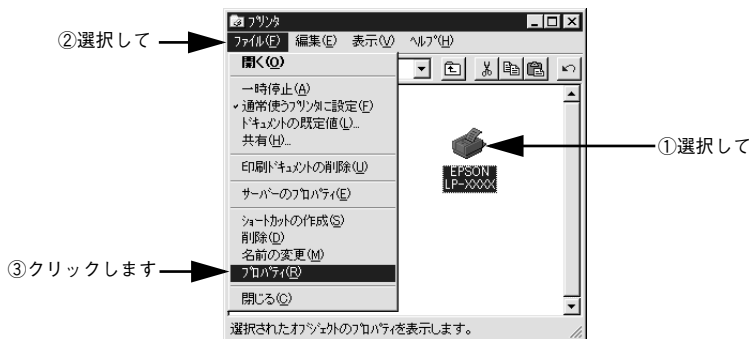 プリンタ
②選択して
ファイル(F) 編集(E) 表示(V) ヘルプ(H)
開く(O)
一時停止(A)
通常使うプリンタに設定(F)
ドキュメントの既定値(L)...
共有(H)...
印刷ドキュメントの削除(U)
サーバーのプロパティ(E)
ショートカットの作成(S)
削除(D)
名前の変更(M)
③クリックします
プロパティ(R)
閉じる(C)
①選択して
EPSON
LP-XXXX
選択されたオブジェクトのプロパティを表示します。